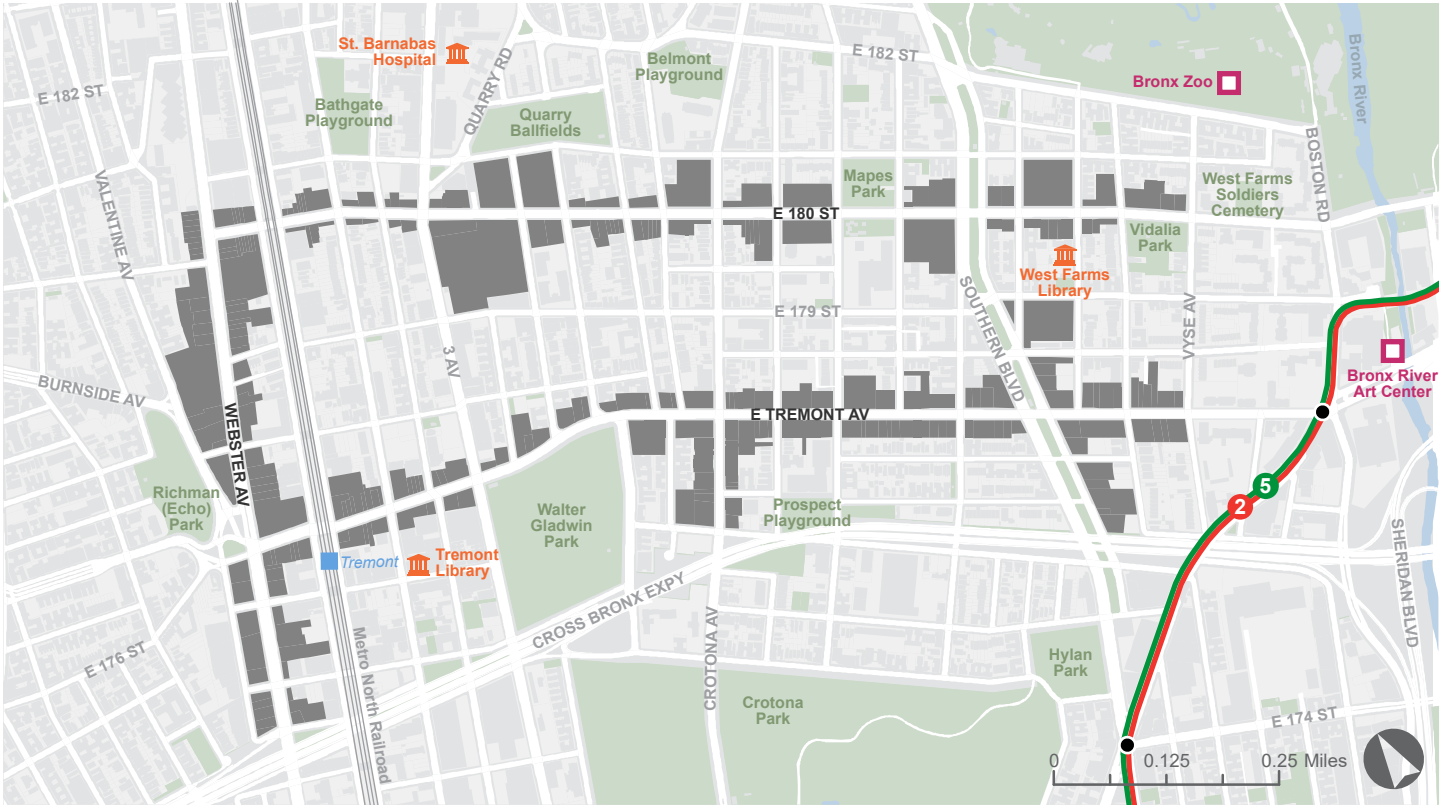 St. Barnabas
Hospital
QUARRY RD
Belmont
Playground
E 182 ST
Bronx Zoo
Bronx River
E 182 ST
Bathgate
Playground
Quarry
Ballfields
BOSTON RD
VALENTINE AV
Mapes
Park
West Farms
Soldiers
Cemetery
E 180 ST
Vidalia
Park
West Farms
Library
E 179 ST
SOUTHERN BLVD
VYSE AV
3 AV
BURNSIDE AV
Bronx River
Art Center
WEBSTER AV
E TREMONT AV
5
2
Richman
(Echo)
Park
Walter
Gladwin
Park
Prospect
Playground
Tremont
Tremont
Library
SHERIDAN BLVD
CROSS BRONX EXPY
CROTONA AV
E 176 ST
Metro North Railroad
Hylan
Park
Crotona
Park
E 174 ST
0
0.125
0.25 Miles